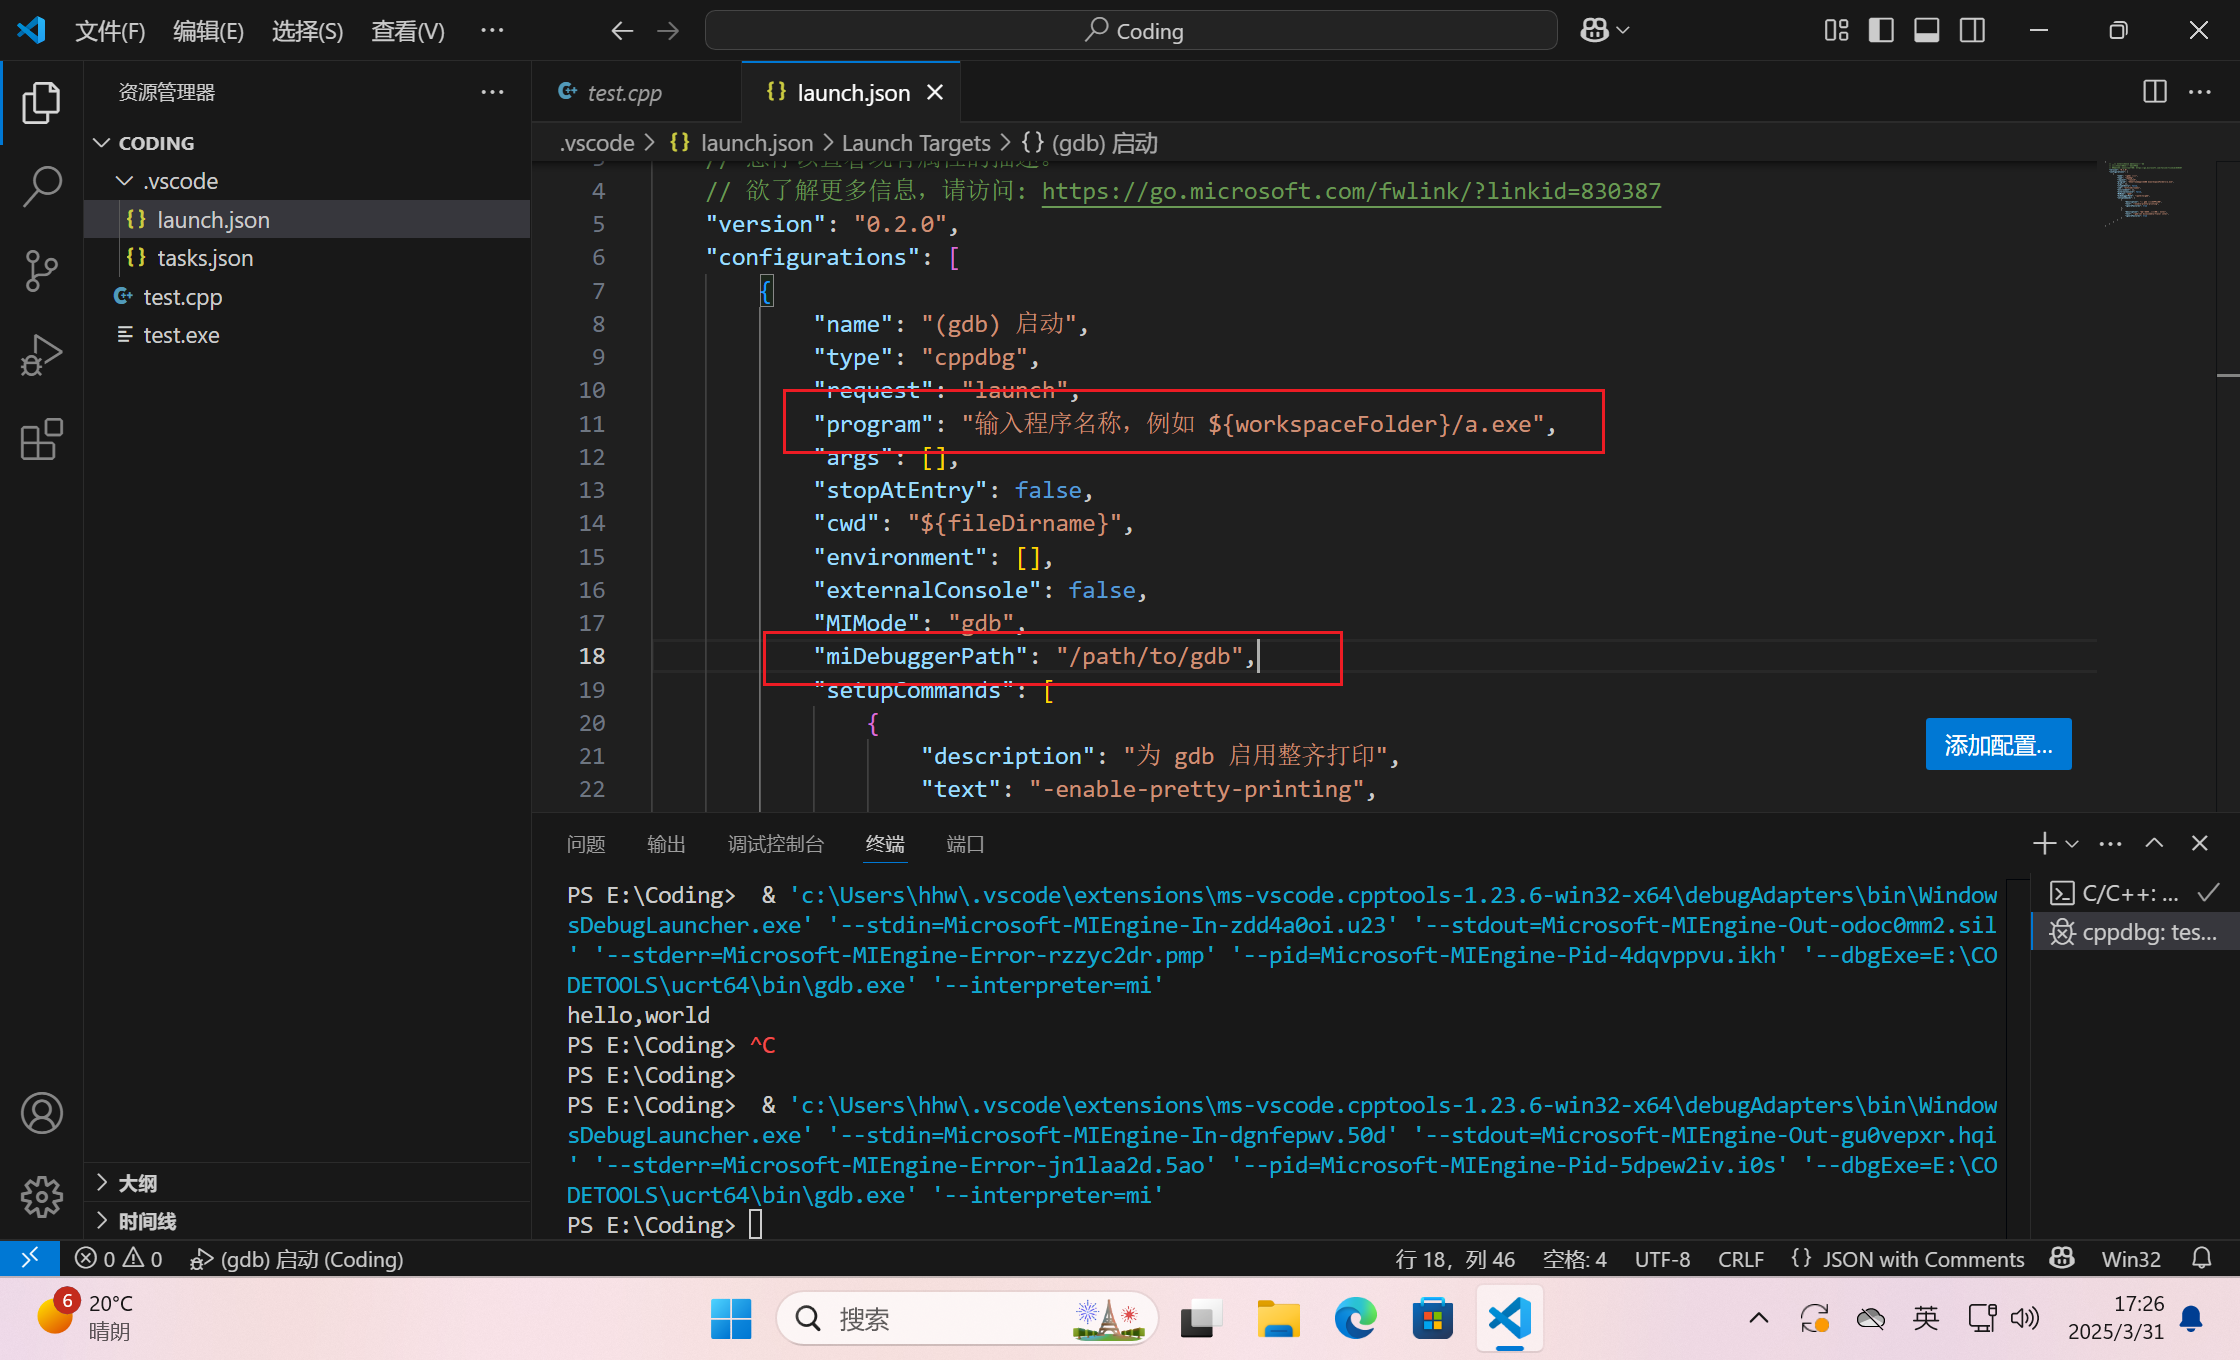 文件(F) 编辑(E) 选择(S) 查看(V) ··· Coding
资源管理器 ···
CODING
.vscode
{} launch.json
{} tasks.json
test.cpp
test.exe
大纲
时间线
test.cpp {} launch.json
.vscode > {} launch.json > Launch Targets > {} (gdb) 启动
4 // 欲了解更多信息，请访问: https://go.microsoft.com/fwlink/?linkid=830387
5 "version": "0.2.0",
6 "configurations": [
7 {
8 "name": "(gdb) 启动",
9 "type": "cppdbg",
10 "request": "launch",
11 "program": "输入程序名称，例如 ${workspaceFolder}/a.exe",
12 "args": [],
13 "stopAtEntry": false,
14 "cwd": "${fileDirname}",
15 "environment": [],
16 "externalConsole": false,
17 "MIMode": "gdb",
18 "miDebuggerPath": "/path/to/gdb",
19 "setupCommands": [
20 {
21 "description": "为 gdb 启用整齐打印",
22 "text": "-enable-pretty-printing",
添加配置...
问题 输出 调试控制台 终端 端口
PS E:\Coding>  & 'c:\Users\hhw\.vscode\extensions\ms-vscode.cpptools-1.23.6-win32-x64\debugAdapters\bin\Window
sDebugLauncher.exe' '--stdin=Microsoft-MIEngine-In-zdd4a0oi.u23' '--stdout=Microsoft-MIEngine-Out-odoc0mm2.sil
' '--stderr=Microsoft-MIEngine-Error-rzzyc2dr.pmp' '--pid=Microsoft-MIEngine-Pid-4dqvppvu.ikh' '--dbgExe=E:\CO
DETOOLS\ucrt64\bin\gdb.exe' '--interpreter=mi'
hello,world
PS E:\Coding> ^C
PS E:\Coding>
PS E:\Coding>  & 'c:\Users\hhw\.vscode\extensions\ms-vscode.cpptools-1.23.6-win32-x64\debugAdapters\bin\Window
sDebugLauncher.exe' '--stdin=Microsoft-MIEngine-In-dgnfepwv.50d' '--stdout=Microsoft-MIEngine-Out-gu0vepxr.hqi
' '--stderr=Microsoft-MIEngine-Error-jn1laa2d.5ao' '--pid=Microsoft-MIEngine-Pid-5dpew2iv.i0s' '--dbgExe=E:\CO
DETOOLS\ucrt64\bin\gdb.exe' '--interpreter=mi'
PS E:\Coding>
C/C++: ...
cppdbg: tes...
0 0 (gdb) 启动 (Coding) 行 18，列 46 空格: 4 UTF-8 CRLF {} JSON with Comments Win32
6 20°C
晴朗
搜索
英
17:26
2025/3/31